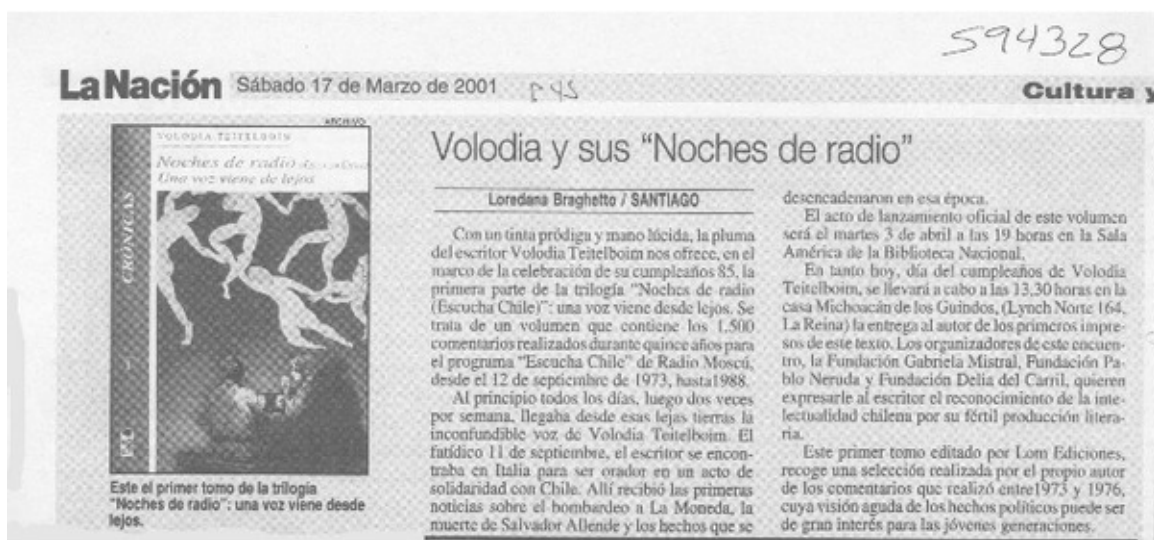 594328
La Nación Sábado 17 de Marzo de 2001 p 45
Cultura y
ARCHIVO
VOLODIA TEITELBOIM
Noches de radio
Una voz viene de lejos
CRÓNICAS
Este el primer tomo de la trilogía
"Noches de radio": una voz viene desde
lejos.
Volodia y sus "Noches de radio"
Loredana Braghetto / SANTIAGO
Con un tinta pródiga y mano lúcida, la pluma
del escritor Volodia Teitelboim nos ofrece, en el
marco de la celebración de su cumpleaños 85, la
primera parte de la trilogía "Noches de radio
(Escucha Chile)": una voz viene desde lejos. Se
trata de un volumen que contiene los 1.500
comentarios realizados durante quince años para
el programa "Escucha Chile" de Radio Moscú,
desde el 12 de septiembre de 1973, hasta1988.
Al principio todos los días, luego dos veces
por semana, llegaba desde esas lejas tierras la
inconfundible voz de Volodia Teitelboim. El
fatídico 11 de septiembre, el escritor se encon-
traba en Italia para ser orador en un acto de
solidaridad con Chile. Allí recibió las primeras
noticias sobre el bombardeo a La Moneda, la
muerte de Salvador Allende y los hechos que se
desencadenaron en esa época.
El acto de lanzamiento oficial de este volumen
será el martes 3 de abril a las 19 horas en la Sala
América de la Biblioteca Nacional.
En tanto hoy, día del cumpleaños de Volodia
Teitelboim, se llevará a cabo a las 13,30 horas en la
casa Michoacán de los Guindos, (Lynch Norte 164,
La Reina) la entrega al autor de los primeros impre-
sos de este texto. Los organizadores de este encuen-
tro, la Fundación Gabriela Mistral, Fundación Pa-
blo Neruda y Fundación Delia del Carril, quieren
expresarle al escritor el reconocimiento de la inte-
lectualidad chilena por su fértil producción litera-
ria.
Este primer tomo editado por Lom Ediciones,
recoge una selección realizada por el propio autor
de los comentarios que realizó entre1973 y 1976,
cuya visión aguda de los hechos políticos puede ser
de gran interés para las jóvenes generaciones.